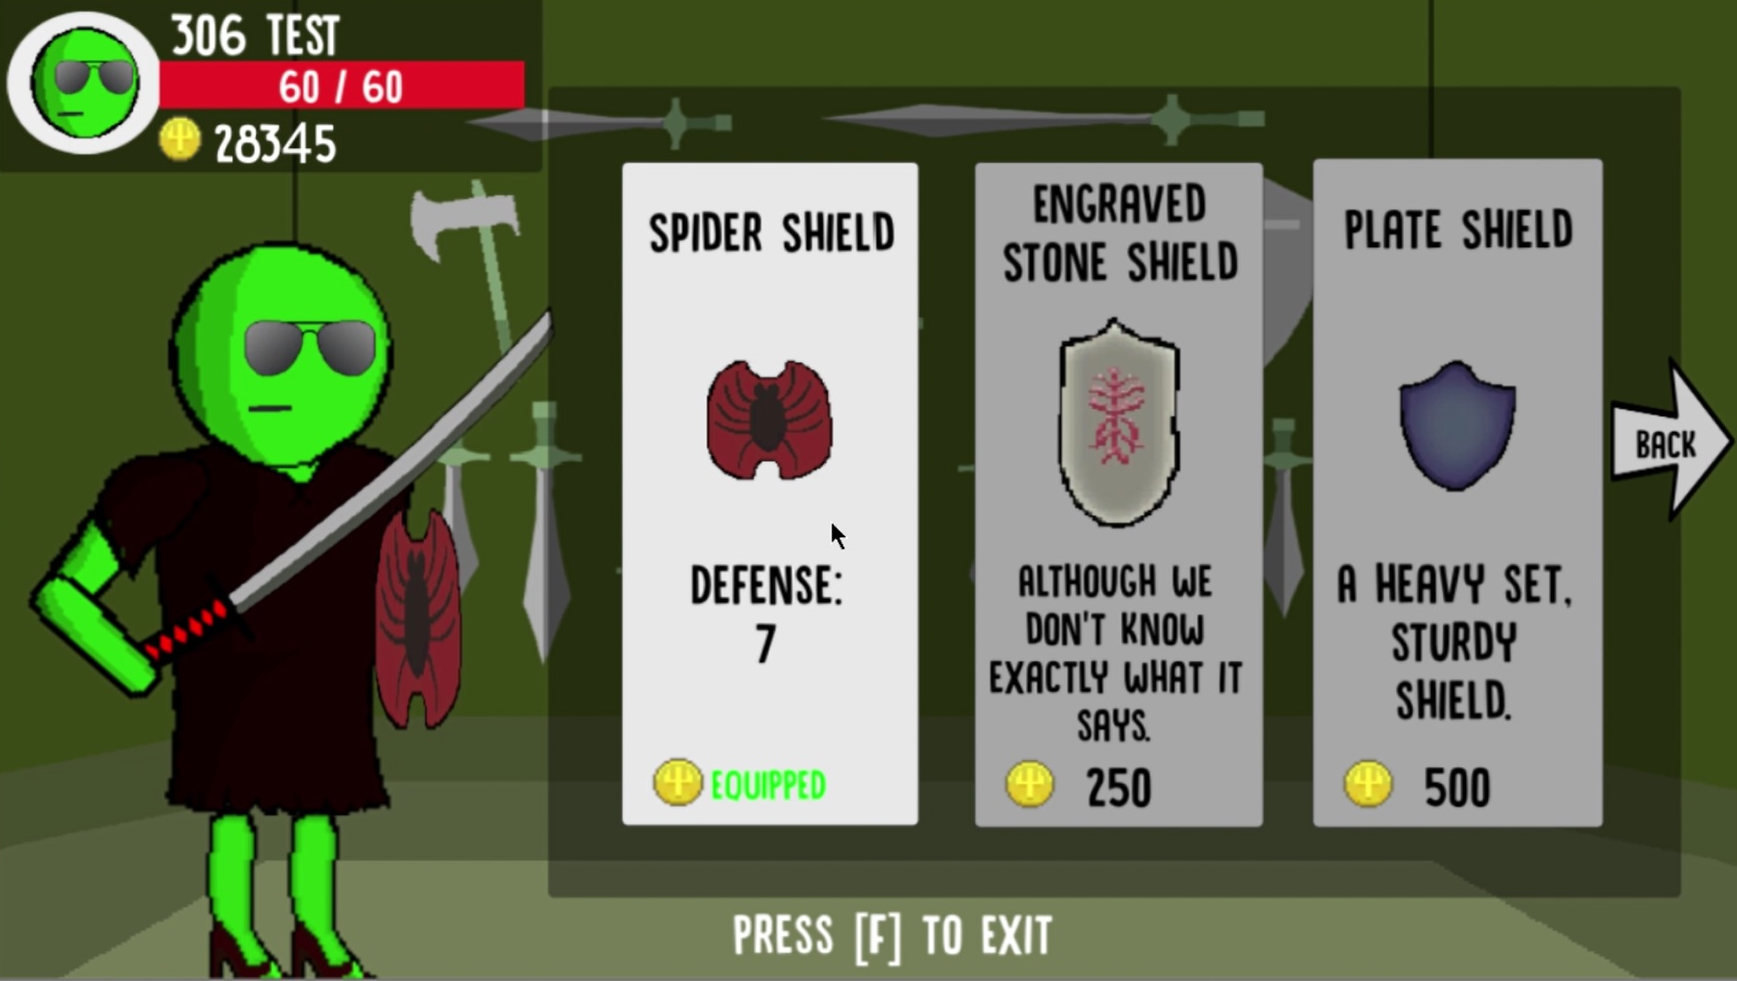 306 TEST
60 / 60
28345
SPIDER SHIELD
DEFENSE:
7
EQUIPPED
ENGRAVED
STONE SHIELD
ALTHOUGH WE
DON'T KNOW
EXACTLY WHAT IT
SAYS.
250
PLATE SHIELD
A HEAVY SET,
STURDY
SHIELD.
500
BACK
PRESS [F] TO EXIT